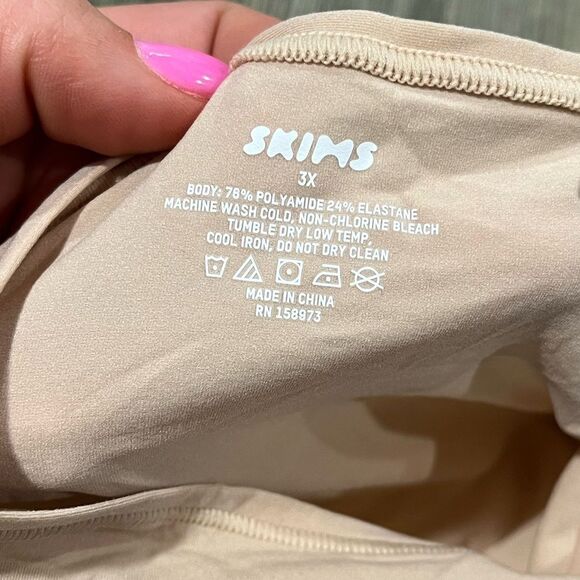 SKIMS
3X
BODY: 76% POLYAMIDE 24% ELASTANE
MACHINE WASH COLD, NON-CHLORINE BLEACH
TUMBLE DRY LOW TEMP,
COOL IRON, DO NOT DRY CLEAN
MADE IN CHINA
RN 158973